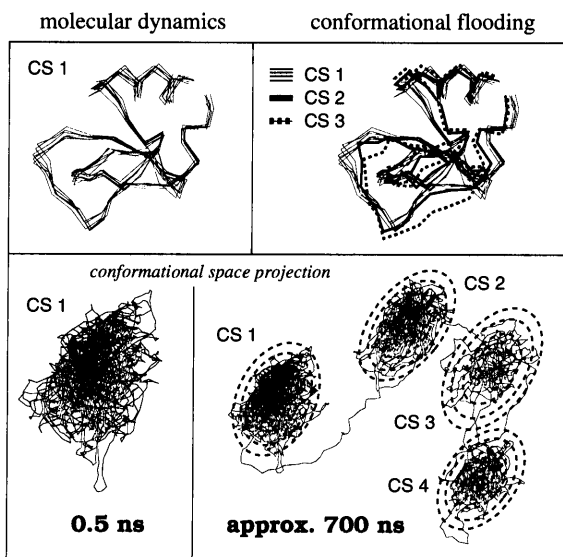 molecular dynamics
conformational flooding
CS 1
CS 1
CS 2
CS 3
conformational space projection
CS 1
CS 1
CS 2
CS 3
CS 4
0.5 ns
approx. 700 ns